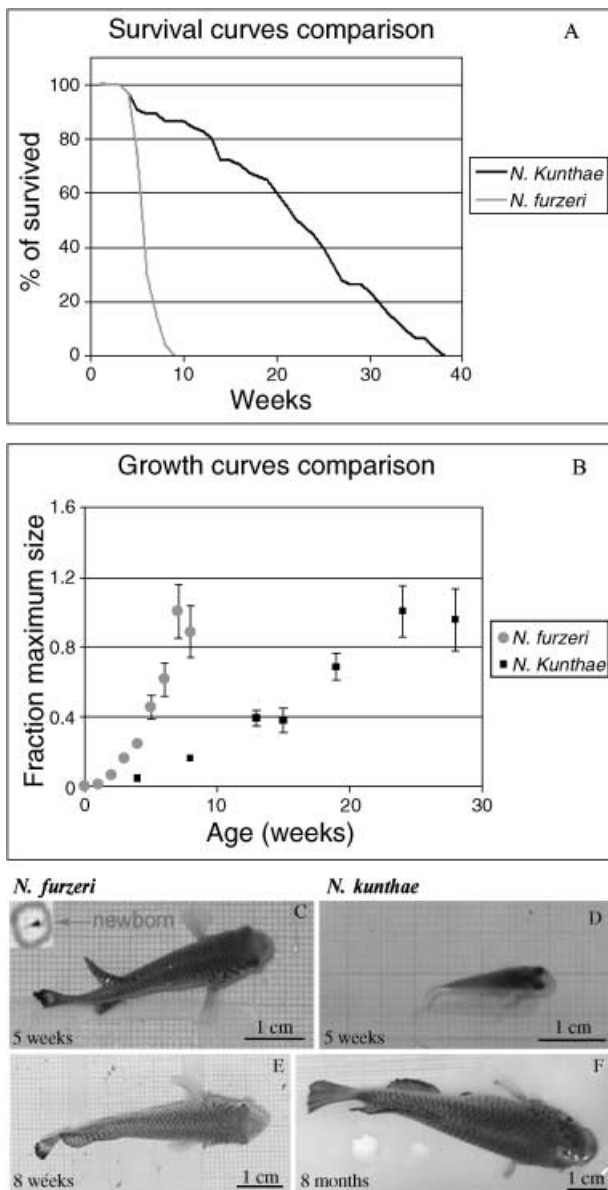 Survival curves comparison
A
100
80
60
40
20
0
% of survived
0 10 20 30 40
Weeks
N. Kunthae
N. furzeri
Growth curves comparison
B
1.6
1.2
0.8
0.4
0
Fraction maximum size
0 10 20 30
Age (weeks)
N. furzeri
N. Kunthae
N. furzeri
N. kunthae
C
newborn
5 weeks
1 cm
D
5 weeks
1 cm
E
8 weeks
1 cm
F
8 months
1 cm